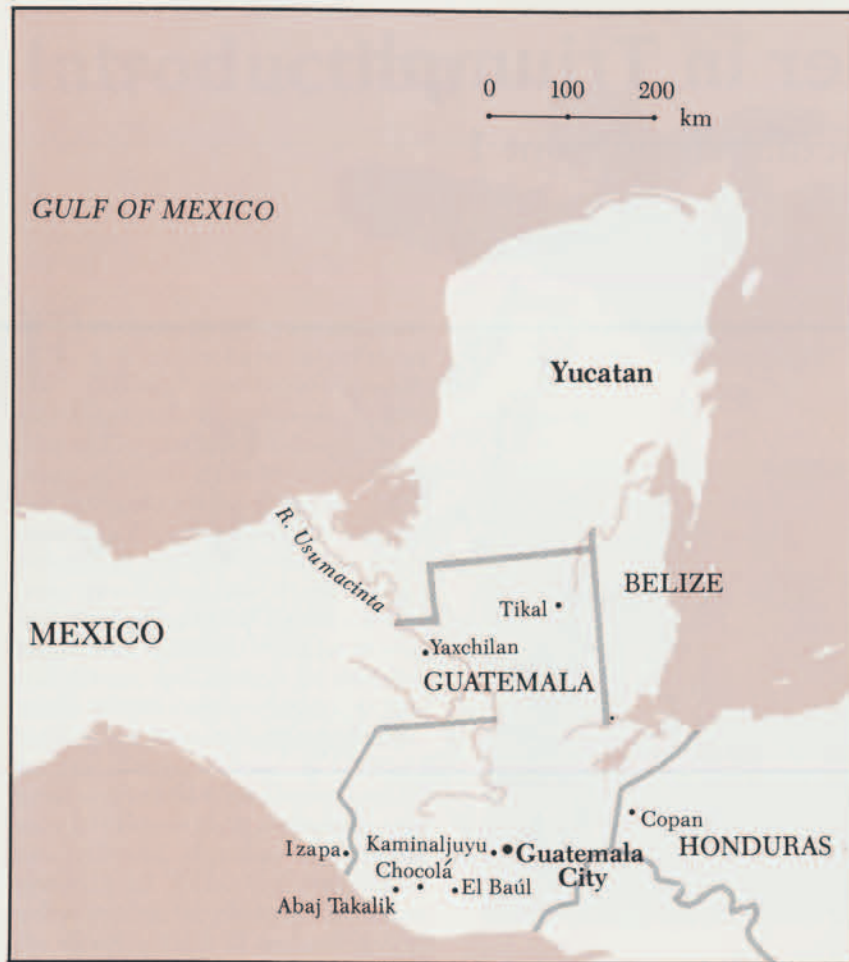 0 100 200
km
GULF OF MEXICO
Yucatan
R. Usumacinta
BELIZE
Tikal
MEXICO
Yaxchilan
GUATEMALA
Copan
Izapa
Kaminaljuyu
Guatemala
City
HONDURAS
Chocolá
El Baúl
Abaj Takalik